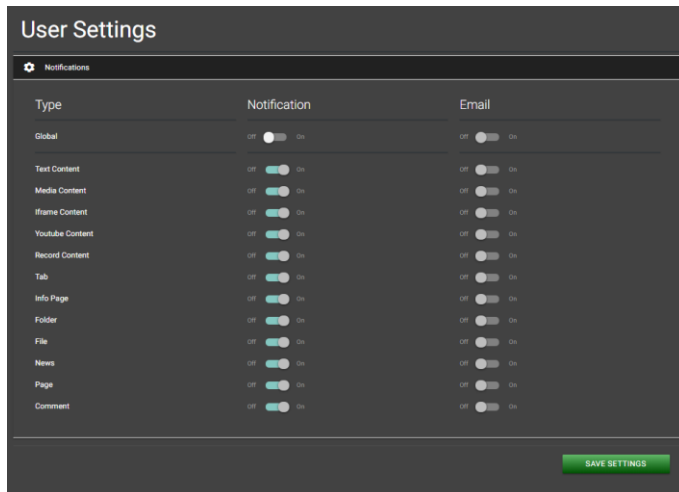 User Settings
Notifications
Type Notification Email
Global Off On Off On
Text Content Off On Off On
Media Content Off On Off On
Iframe Content Off On Off On
Youtube Content Off On Off On
Record Content Off On Off On
Tab Off On Off On
Info Page Off On Off On
Folder Off On Off On
File Off On Off On
News Off On Off On
Page Off On Off On
Comment Off On Off On
SAVE SETTINGS